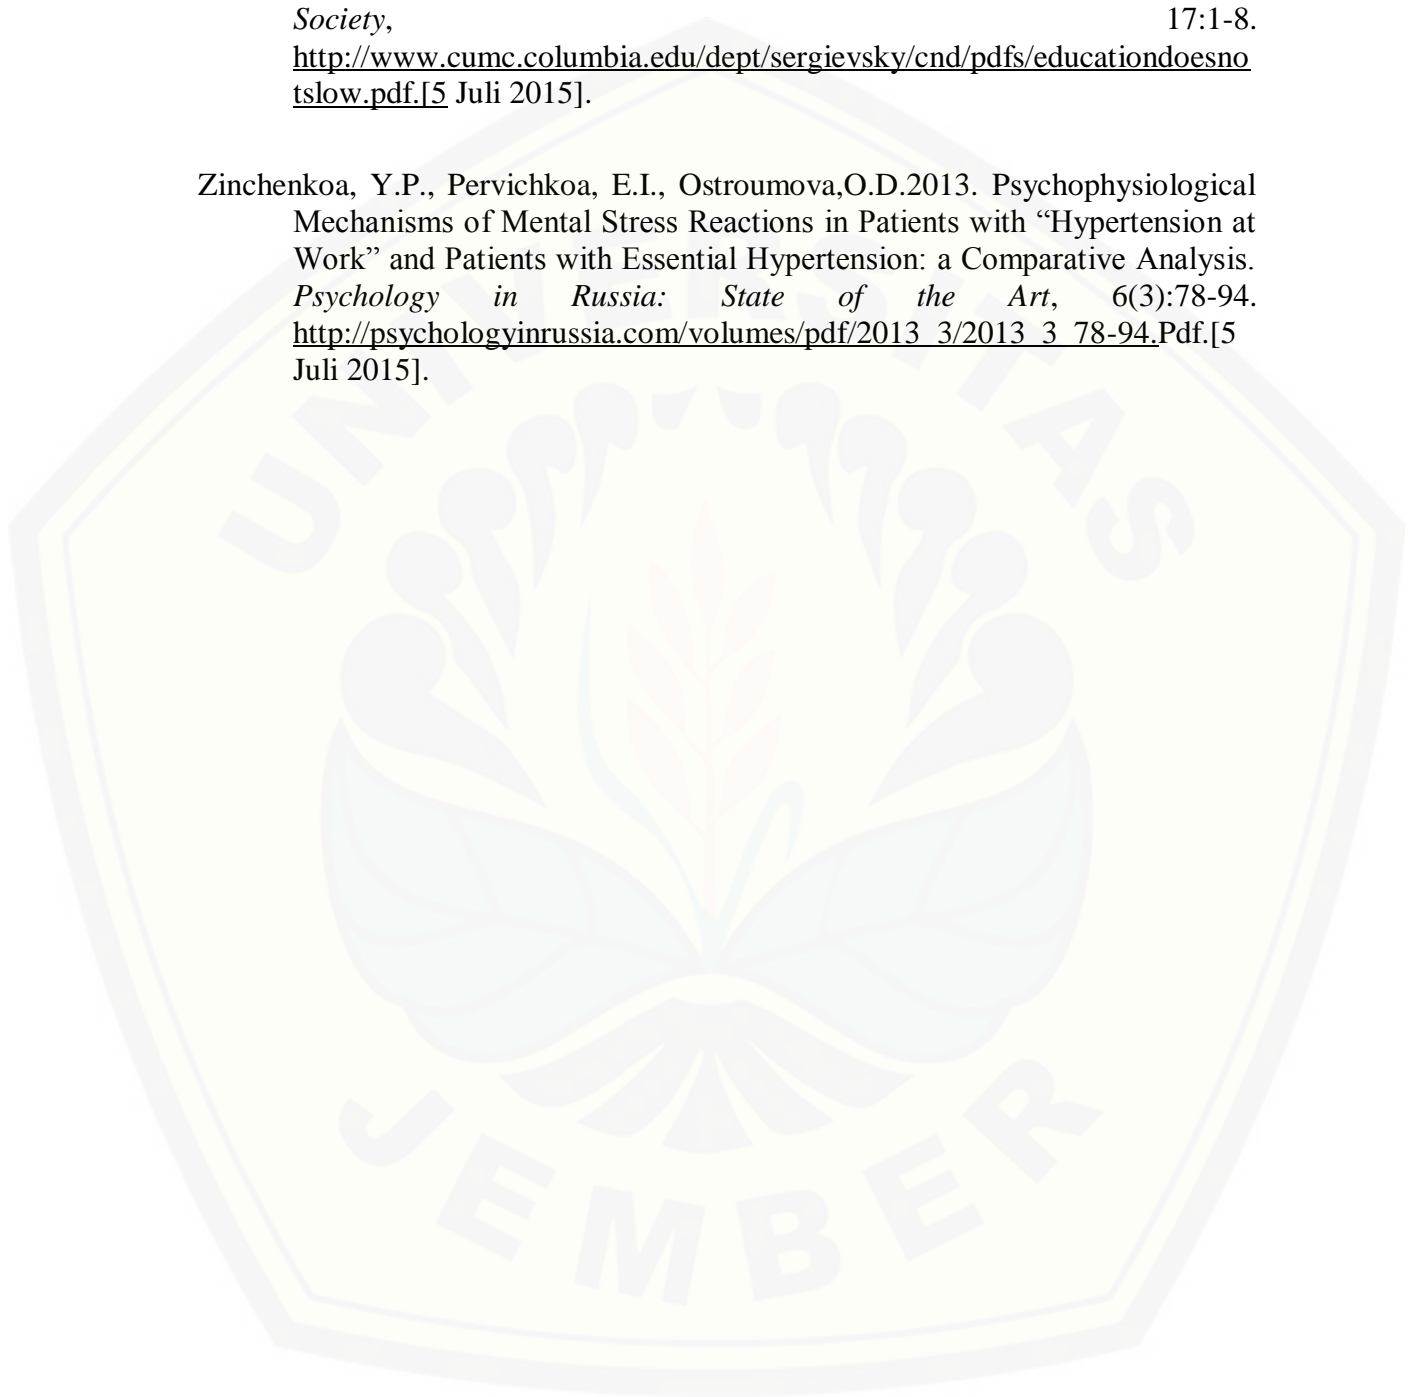 Society, 17:1-8.
http://www.cumc.columbia.edu/dept/sergievsky/cnd/pdfs/educationdoesno
tslow.pdf.[5 Juli 2015].
Zinchenkoa, Y.P., Pervichkoa, E.I., Ostroumova,O.D.2013. Psychophysiological
Mechanisms of Mental Stress Reactions in Patients with “Hypertension at
Work” and Patients with Essential Hypertension: a Comparative Analysis.
Psychology in Russia: State of the Art, 6(3):78-94.
http://psychologyinrussia.com/volumes/pdf/2013_3/2013_3_78-94.Pdf.[5
Juli 2015].
UNIVERSITAS
JEMBER